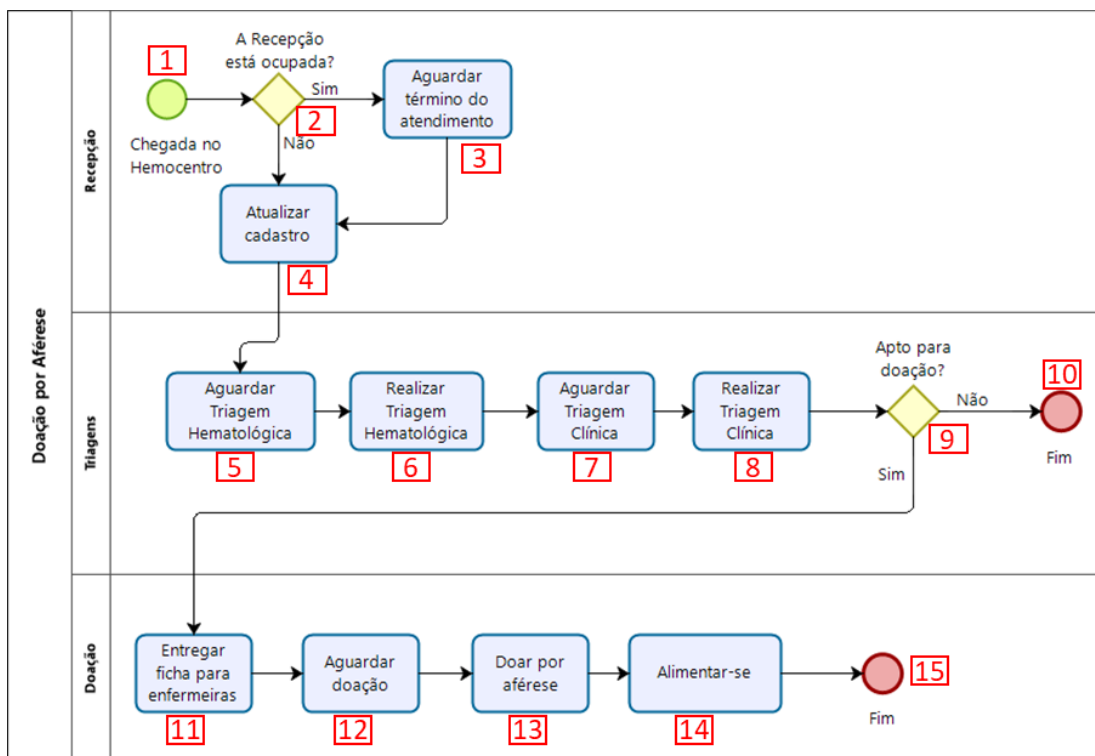 Doação por Aférese
Recepção
1
Chegada no
Hemocentro
A Recepção
está ocupada?
2
Sim
Não
Aguardar
término do
atendimento
3
Atualizar
cadastro
4
Triagens
Aguardar
Triagem
Hematológica
5
Realizar
Triagem
Hematológica
6
Aguardar
Triagem
Clínica
7
Realizar
Triagem
Clínica
8
Apto para
doação?
9
Não
Sim
10
Fim
Doação
Entregar
ficha para
enfermeiras
11
Aguardar
doação
12
Doar por
aférese
13
Alimentar-se
14
15
Fim